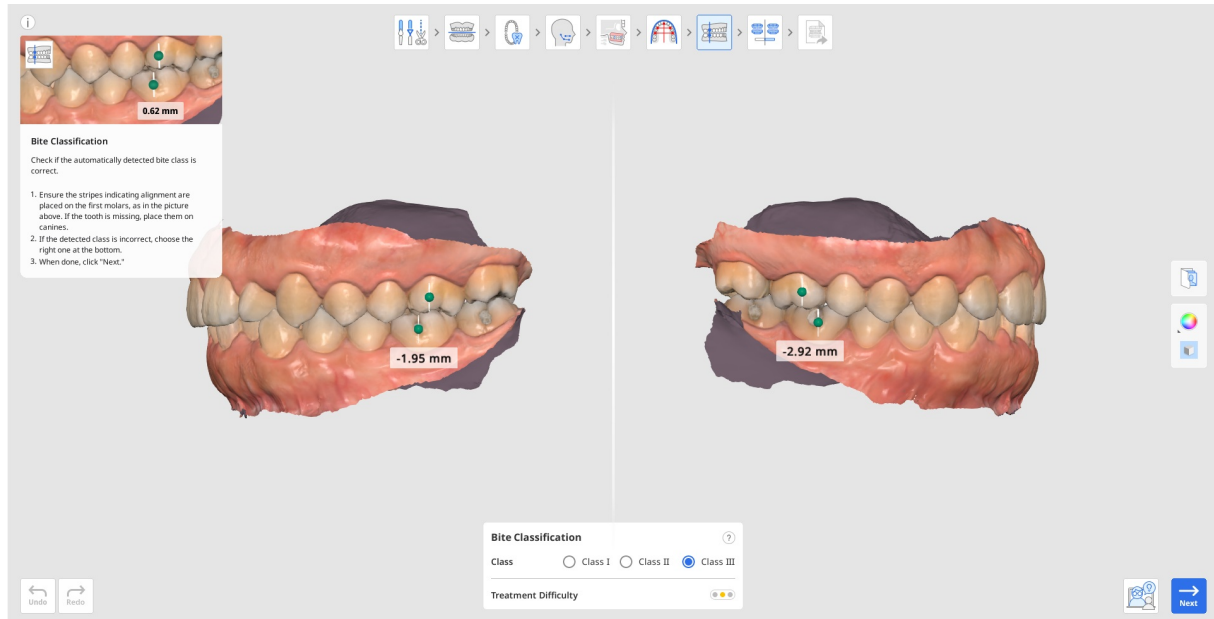 0.62 mm
Bite Classification
Check if the automatically detected bite class is
correct.
1. Ensure the stripes indicating alignment are
placed on the first molars, as in the picture
above. If the tooth is missing, place them on
canines.
2. If the detected class is incorrect, choose the
right one at the bottom.
3. When done, click "Next."
-1.95 mm
-2.92 mm
Bite Classification ?
Class Class I Class II Class III
Treatment Difficulty
Undo Redo
Next